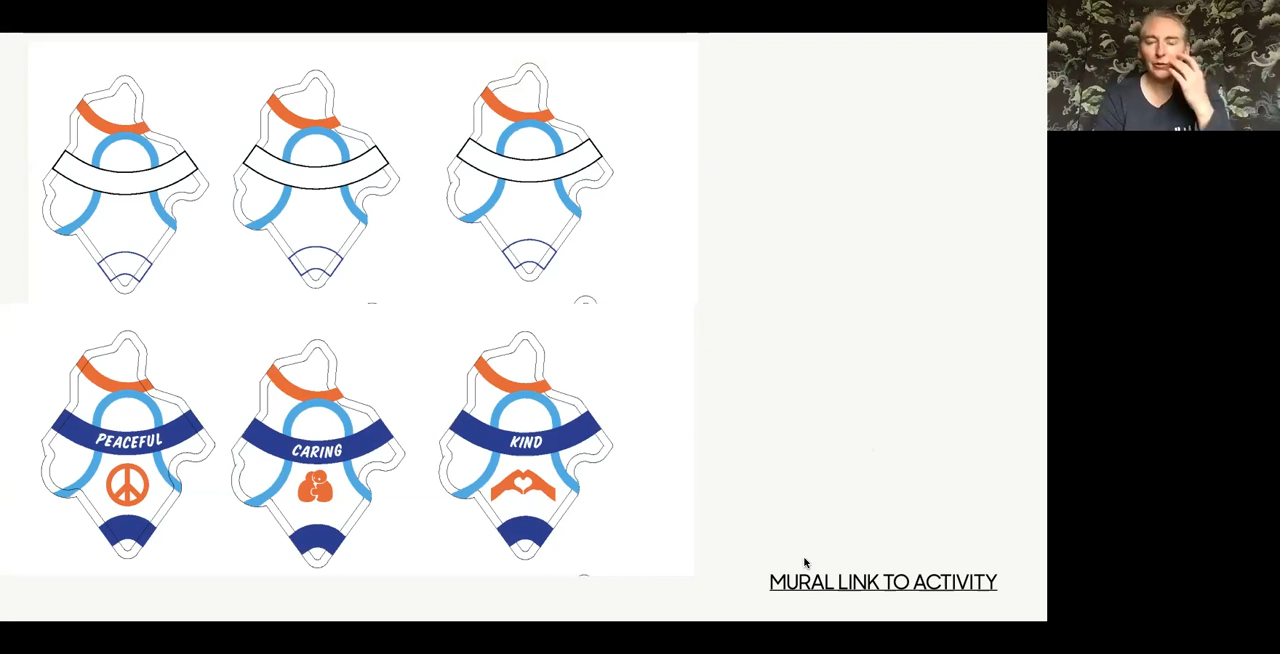 PEACEFUL
CARING
KIND
MURAL LINK TO ACTIVITY